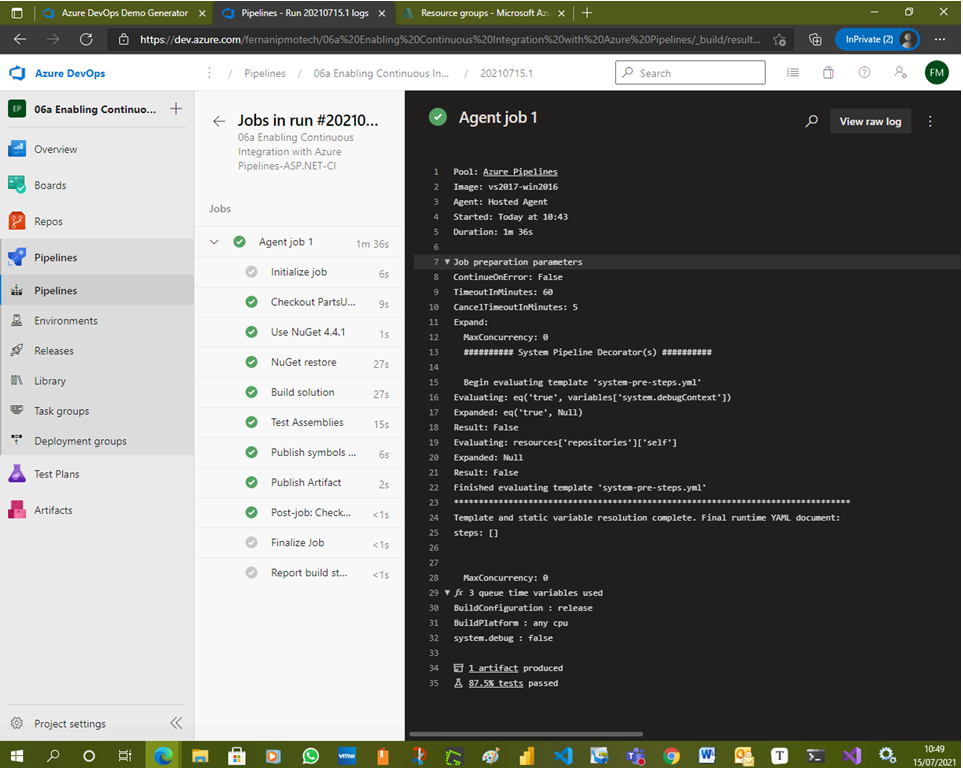 Azure DevOps Demo Generator
Pipelines - Run 20210715.1 logs
Resource groups - Microsoft Azu
https://dev.azure.com/fernanipmotech/06a%20Enabling%20Continuous%20Integration%20with%20Azure%20Pipelines/_build/result...
InPrivate (2)
Azure DevOps
/ Pipelines / 06a Enabling Continuous In... / 20210715.1
Search
FM
EP
06a Enabling Continuo...
Overview
Boards
Repos
Pipelines
Pipelines
Environments
Releases
Library
Task groups
Deployment groups
Test Plans
Artifacts
Project settings
Jobs in run #20210...
06a Enabling Continuous
Integration with Azure
Pipelines-ASP.NET-CI
Jobs
Agent job 1 1m 36s
Initialize job 6s
Checkout PartsU... 9s
Use NuGet 4.4.1 1s
NuGet restore 27s
Build solution 27s
Test Assemblies 15s
Publish symbols ... 6s
Publish Artifact 2s
Post-job: Check... <1s
Finalize Job <1s
Report build st... <1s
Agent job 1
View raw log
1 Pool: Azure Pipelines
2 Image: vs2017-win2016
3 Agent: Hosted Agent
4 Started: Today at 10:43
5 Duration: 1m 36s
6
7 Job preparation parameters
8 ContinueOnError: False
9 TimeoutInMinutes: 60
10 CancelTimeoutInMinutes: 5
11 Expand:
12 MaxConcurrency: 0
13 ########## System Pipeline Decorator(s) ##########
14
15 Begin evaluating template 'system-pre-steps.yml'
16 Evaluating: eq('true', variables['system.debugContext'])
17 Expanded: eq('true', Null)
18 Result: False
19 Evaluating: resources['repositories']['self']
20 Expanded: Null
21 Result: False
22 Finished evaluating template 'system-pre-steps.yml'
23 ********************************************************************************
24 Template and static variable resolution complete. Final runtime YAML document:
25 steps: []
26
27
28 MaxConcurrency: 0
29 fx 3 queue time variables used
30 BuildConfiguration : release
31 BuildPlatform : any cpu
32 system.debug : false
33
34 1 artifact produced
35 87.5% tests passed
vmw
T
10:49
15/07/2021